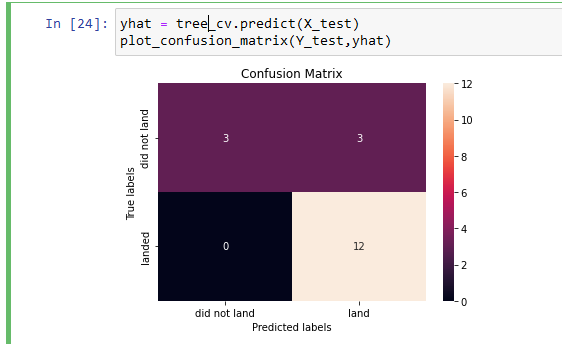 In [24]:
yhat = tree_cv.predict(X_test)
plot_confusion_matrix(Y_test,yhat)
Confusion Matrix
True labels
did not land
landed
3
3
0
12
did not land
land
Predicted labels
12
10
8
6
4
2
0